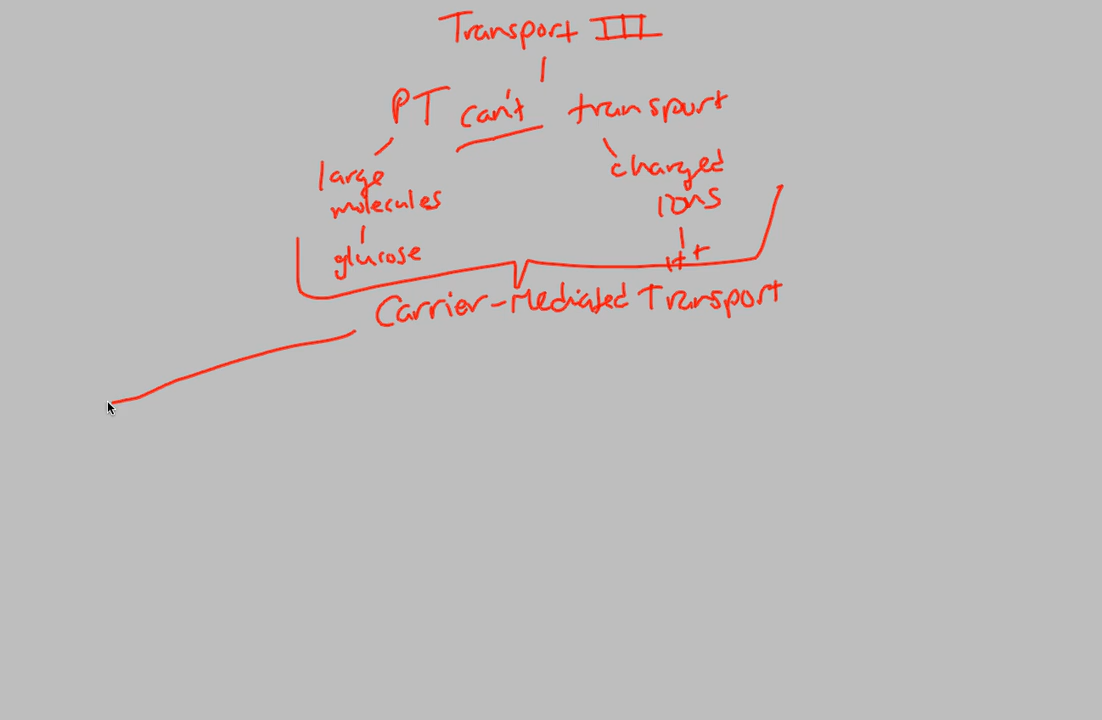 Transport III
PT can't transport
large
molecules
glucose
charged
ions
H+
Carrier-Mediated Transport